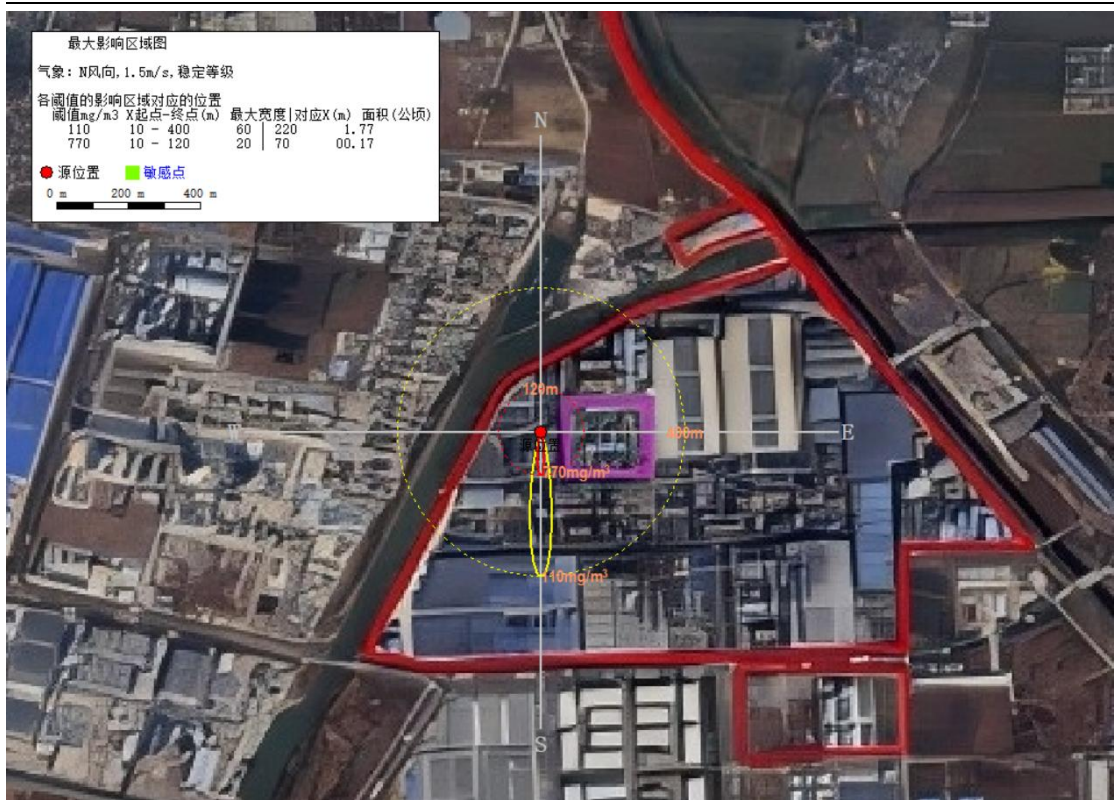 最大影响区域图
气象：N风向,1.5m/s,稳定等级
各阈值的影响区域对应的位置
阈值mg/m3 X起点-终点(m) 最大宽度|对应X(m) 面积(公顷)
110 10 - 400 60 | 220 1.77
770 10 - 120 20 | 70 00.17
源位置 敏感点
0 m 200 m 400 m
N
120m
W
400m
E
源位置
770mg/m³
110mg/m³
S